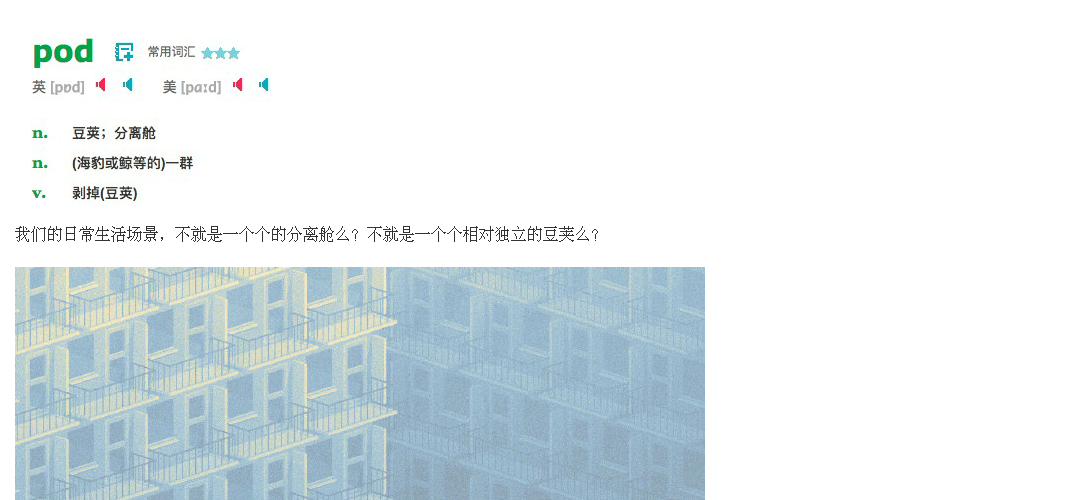 pod 常用词汇
英 [pɒd] 美 [pɑːd]
n. 豆荚；分离舱
n. (海豹或鲸等的)一群
v. 剥掉(豆荚)
我们的日常生活场景，不就是一个个的分离舱么？不就是一个个相对独立的豆荚么？